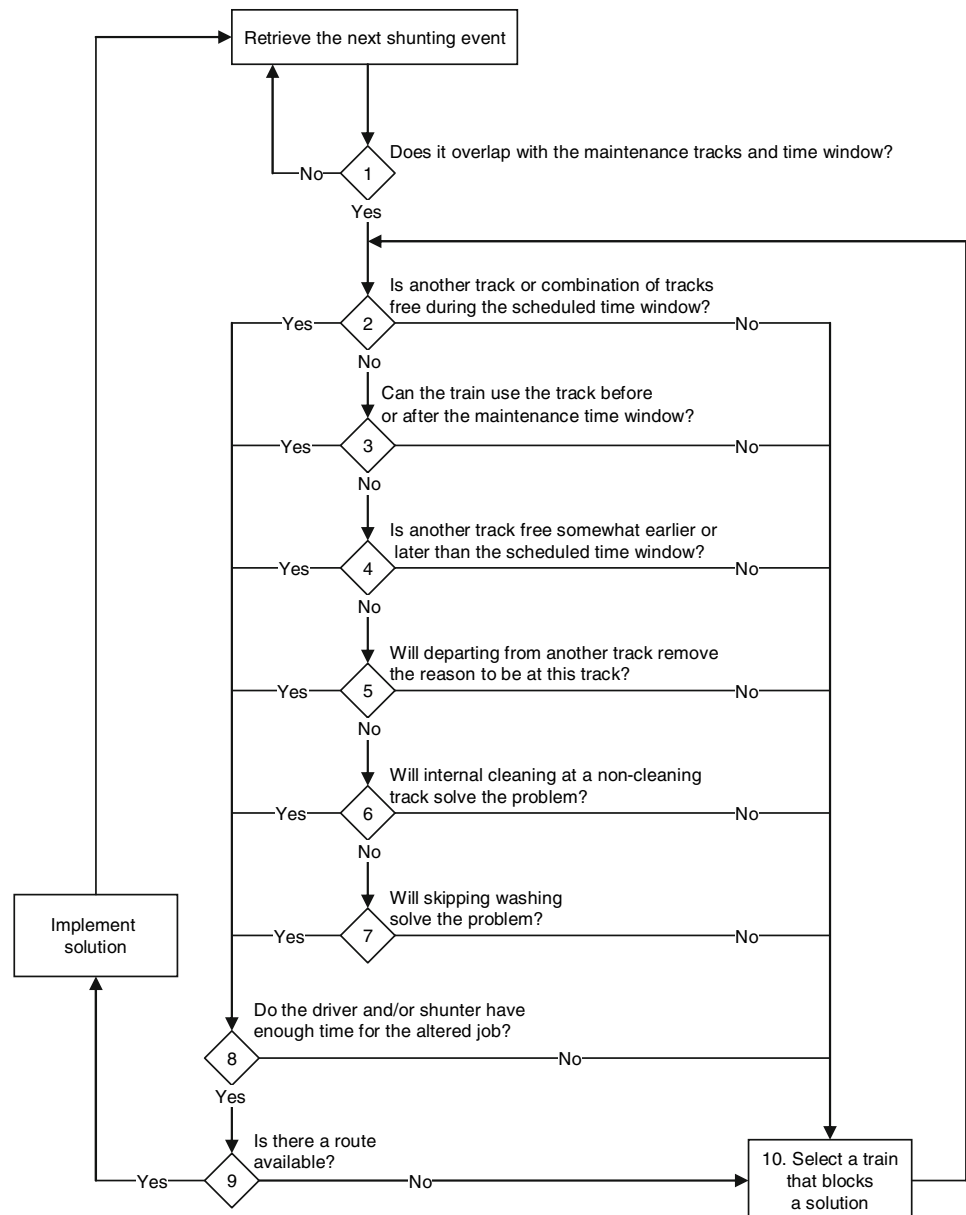 Retrieve the next shunting event
Does it overlap with the maintenance tracks and time window?
No
1
Yes
Is another track or combination of tracks
free during the scheduled time window?
Yes
2
No
No
Can the train use the track before
or after the maintenance time window?
Yes
3
No
No
Is another track free somewhat earlier or
later than the scheduled time window?
Yes
4
No
No
Will departing from another track remove
the reason to be at this track?
Yes
5
No
No
Will internal cleaning at a non-cleaning
track solve the problem?
Yes
6
No
No
Will skipping washing
solve the problem?
Yes
7
No
Implement
solution
Do the driver and/or shunter have
enough time for the altered job?
8
No
Yes
Is there a route
available?
Yes
9
No
10. Select a train
that blocks
a solution